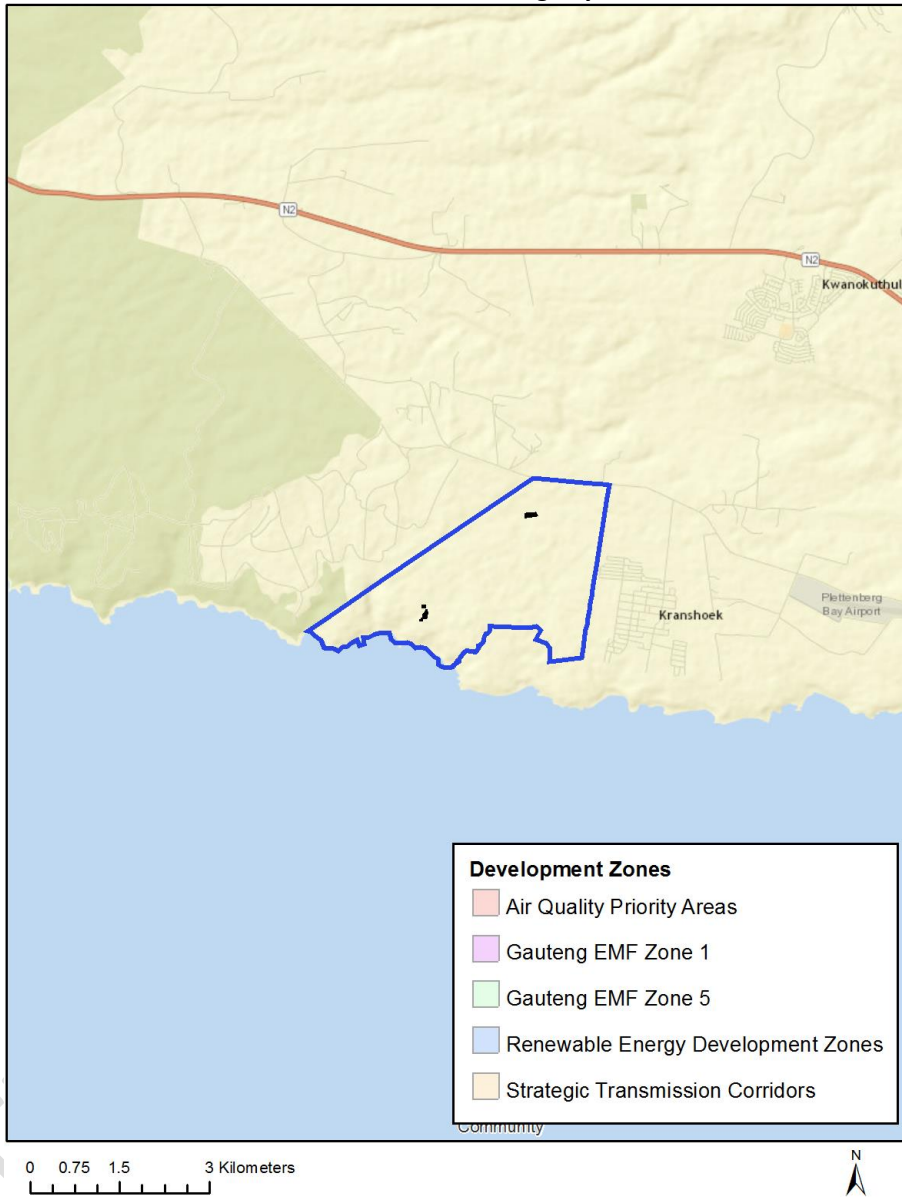 N2
N2
Kwanokuthul
Kranshoek
Plettenberg
Bay Airport
Development Zones
Air Quality Priority Areas
Gauteng EMF Zone 1
Gauteng EMF Zone 5
Renewable Energy Development Zones
Strategic Transmission Corridors
Community
0 0.75 1.5 3 Kilometers
N